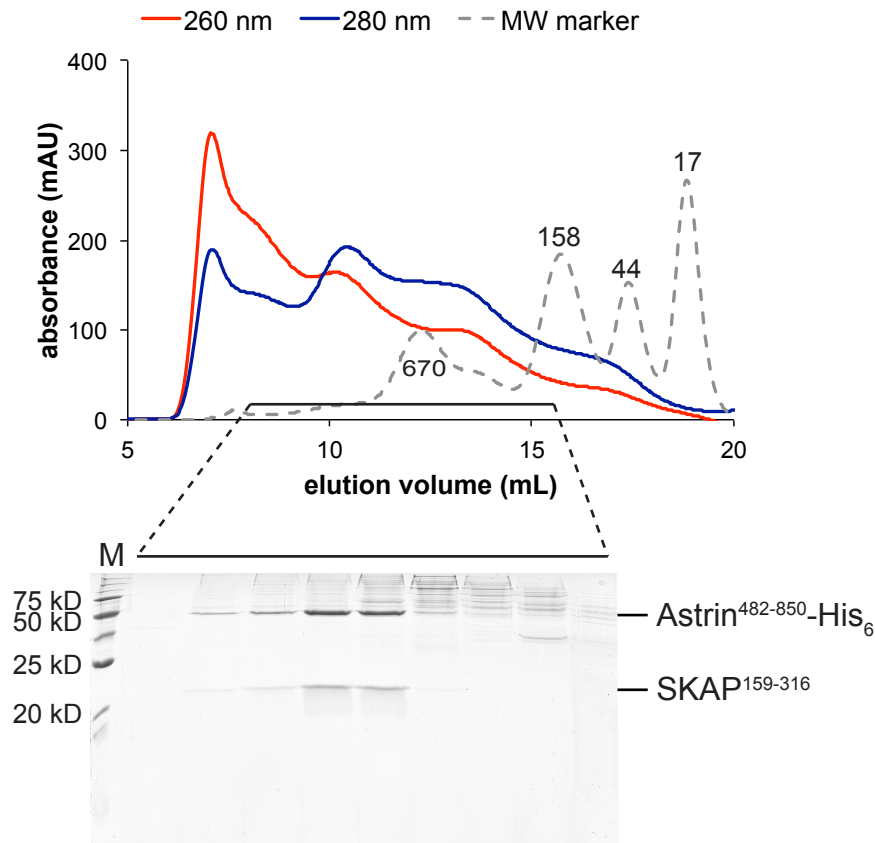 260 nm 280 nm MW marker
400
300
200
100
0
absorbance (mAU)
670
158
44
17
5 10 15 20
elution volume (mL)
M
75 kD
50 kD
25 kD
20 kD
Astrin482-850-His6
SKAP159-316